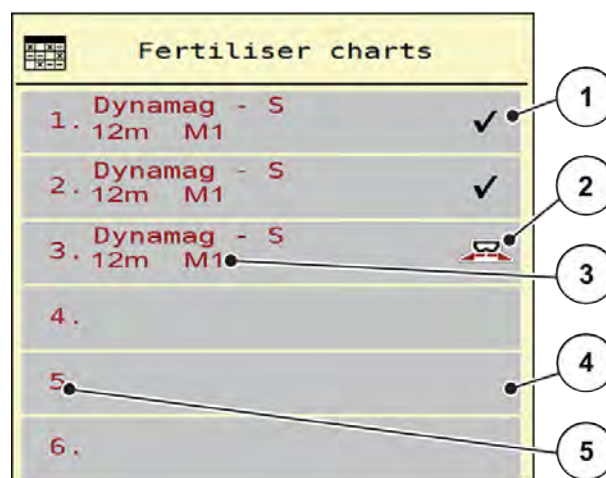 Fertiliser charts
1. Dynamag - S
12m M1
2. Dynamag - S
12m M1
3. Dynamag - S
12m M1
4.
5.
6.
1
2
3
4
5